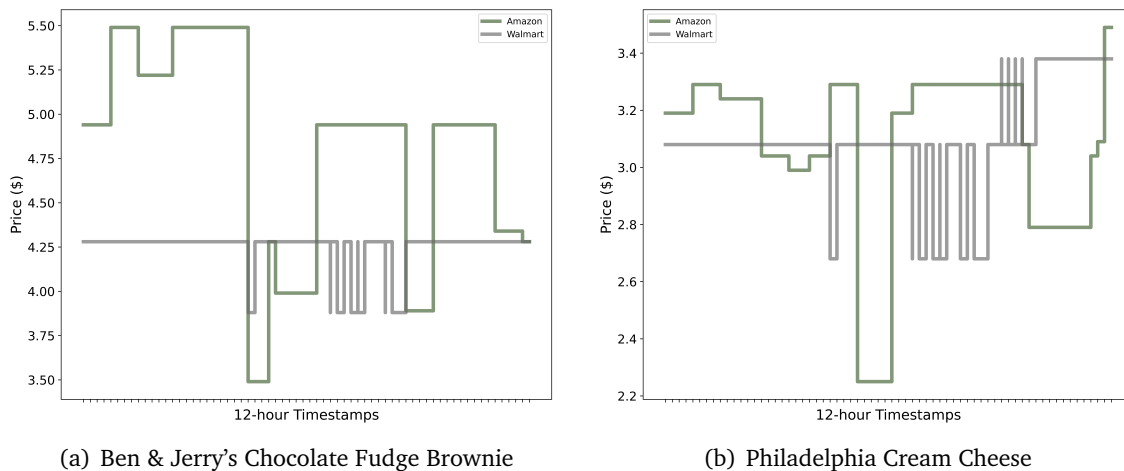 5.50
5.25
5.00
4.75
4.50
4.25
4.00
3.75
3.50
Price ($)
12-hour Timestamps
Amazon
Walmart
(a) Ben & Jerry's Chocolate Fudge Brownie
3.4
3.2
3.0
2.8
2.6
2.4
2.2
Price ($)
12-hour Timestamps
Amazon
Walmart
(b) Philadelphia Cream Cheese